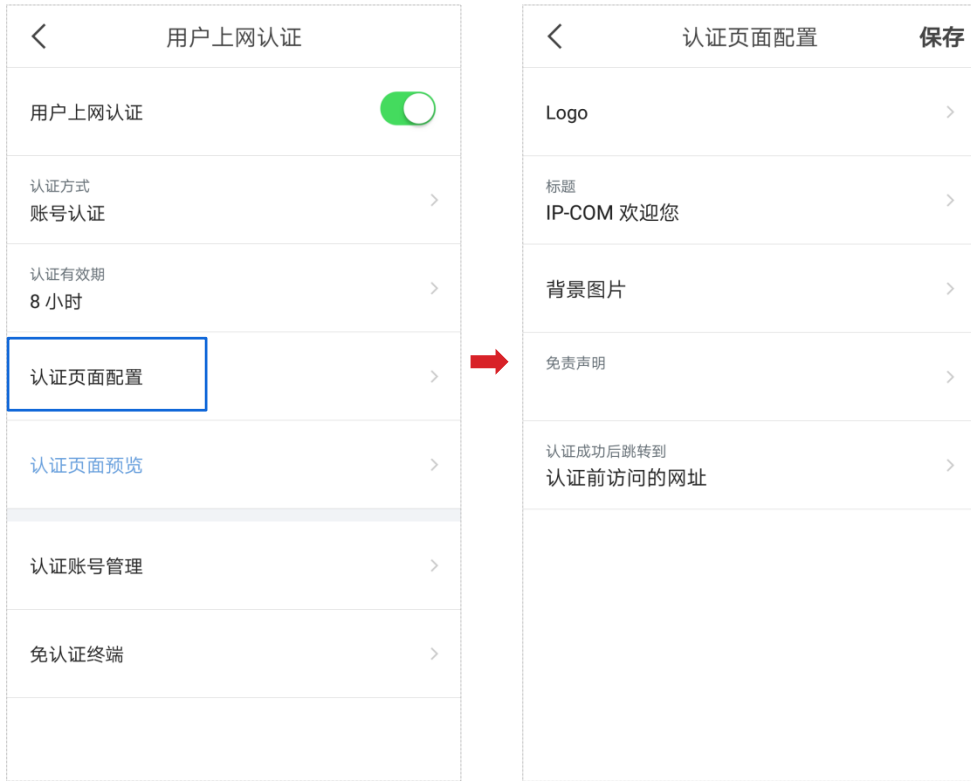 用户上网认证
用户上网认证
认证方式
账号认证
认证有效期
8 小时
认证页面配置
认证页面预览
认证账号管理
免认证终端
认证页面配置
保存
Logo
标题
IP-COM 欢迎您
背景图片
免责声明
认证成功后跳转到
认证前访问的网址